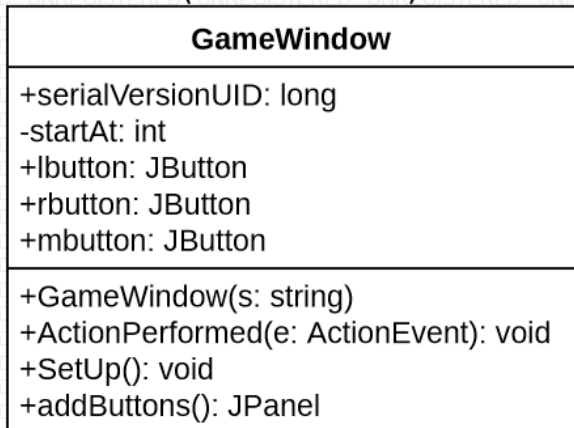 GameWindow
+serialVersionUID: long
-startAt: int
+lbutton: JButton
+rbutton: JButton
+mbutton: JButton
+GameWindow(s: string)
+ActionPerformed(e: ActionEvent): void
+SetUp(): void
+addButtons(): JPanel